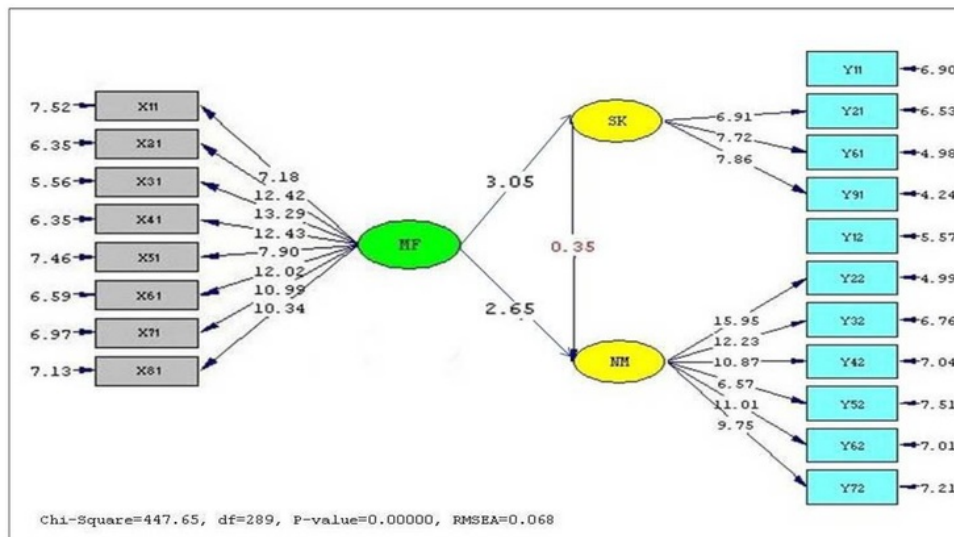 7.52
X11
6.35
X21
5.56
X31
6.35
X41
7.46
X51
6.59
X61
6.97
X71
7.13
X81
7.18
12.42
13.29
12.43
7.90
12.02
10.99
10.34
MF
3.05
2.65
SK
0.35
NM
6.91
7.72
7.86
15.95
12.23
10.87
6.57
11.01
9.75
Y11
6.90
Y21
6.53
Y61
4.98
Y91
4.24
Y12
5.57
Y22
4.99
Y32
6.76
Y42
7.04
Y52
7.51
Y62
7.01
Y72
7.21
Chi-Square=447.65, df=289, P-value=0.00000, RMSEA=0.068